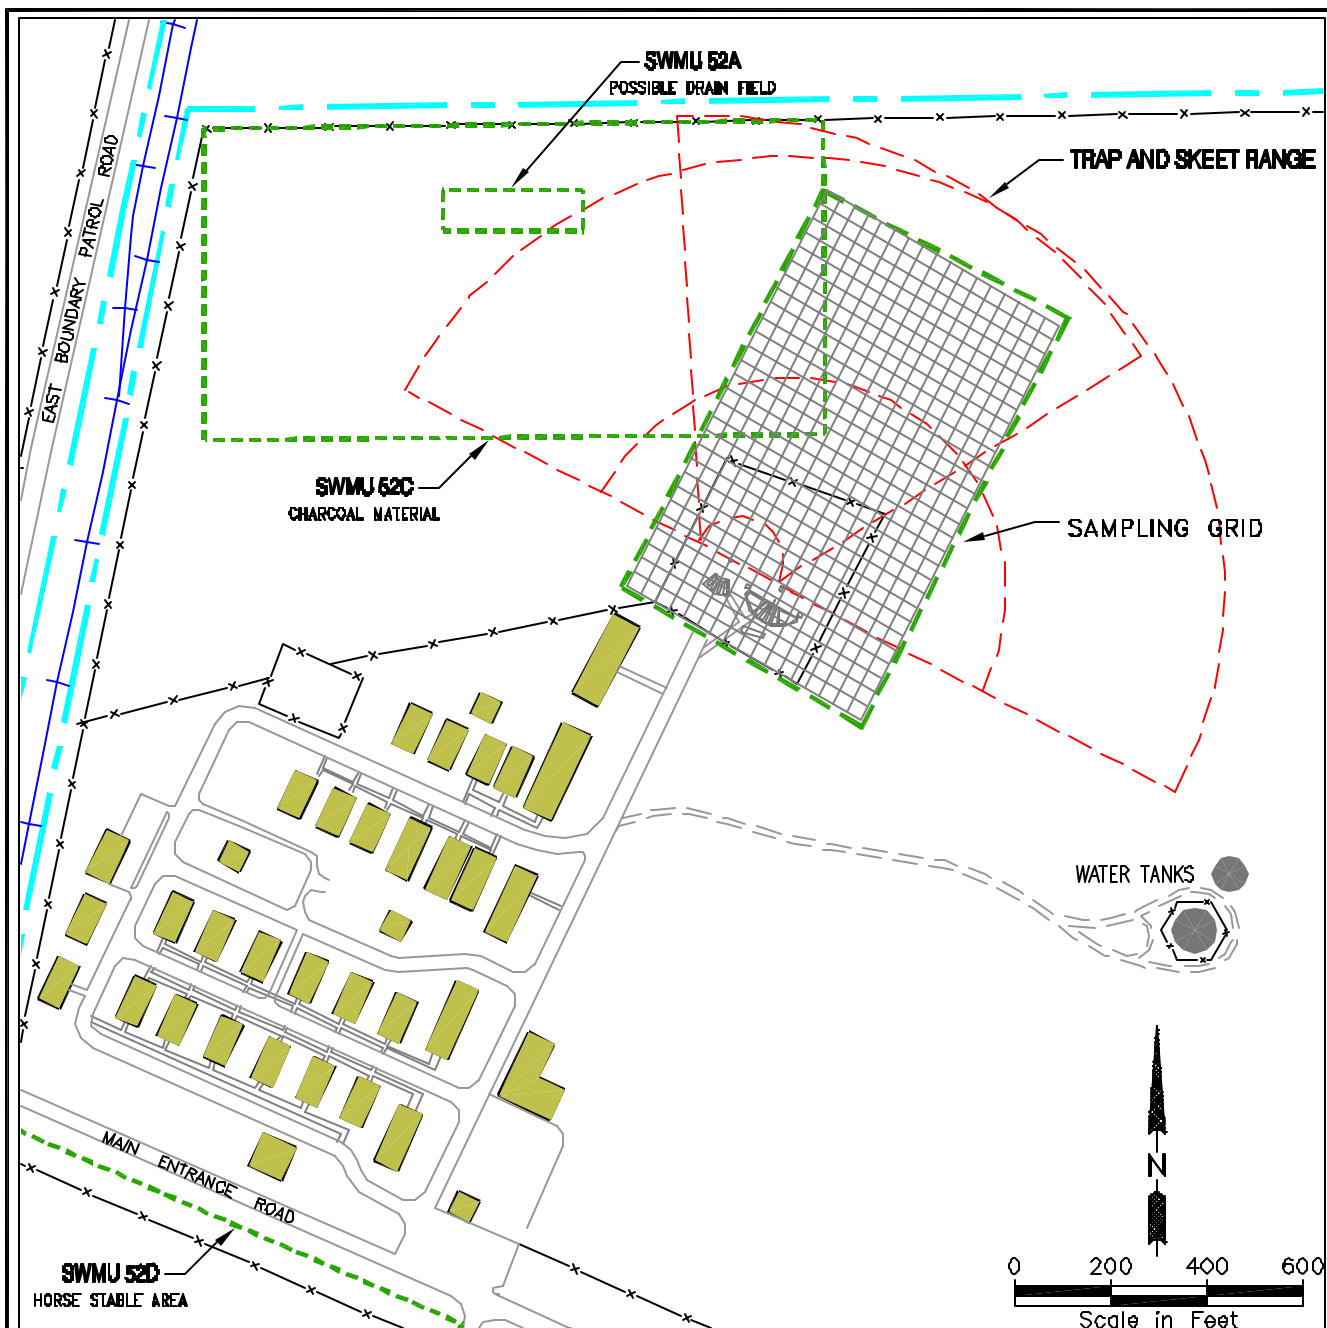 SWMU 52A
POSSIBLE DRAIN FIELD
TRAP AND SKEET RANGE
EAST BOUNDARY PATROL ROAD
SWMU 52C
CHARCOAL MATERIAL
SAMPLING GRID
WATER TANKS
MAIN ENTRANCE ROAD
N
SWMU 52D
HORSE STABLE AREA
0 200 400 600
Scale in Feet